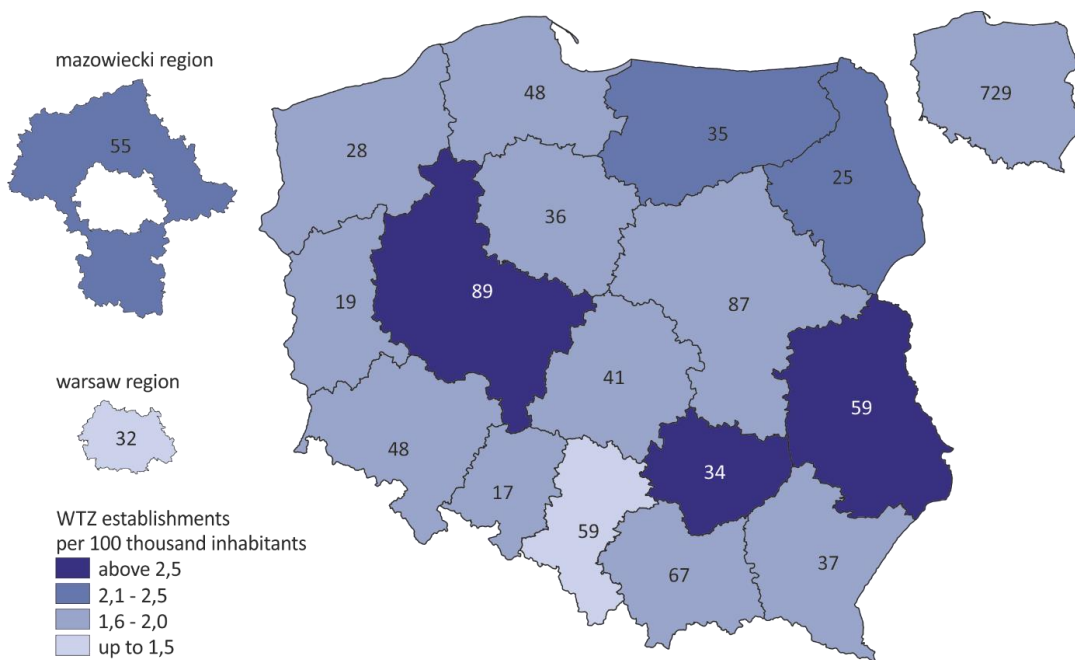 mazowiecki region
55
warsaw region
32
WTZ establishments
per 100 thousand inhabitants
above 2,5
2,1 - 2,5
1,6 - 2,0
up to 1,5
28
48
35
25
729
36
19
89
87
41
59
48
17
59
34
67
37